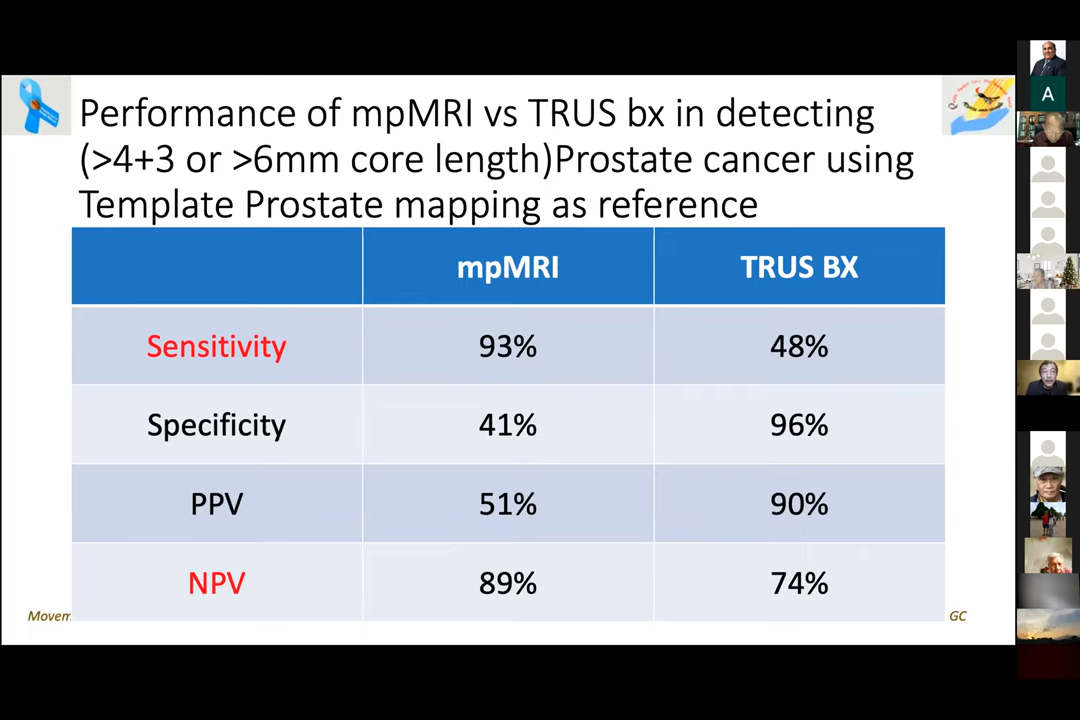 Performance of mpMRI vs TRUS bx in detecting
(>4+3 or >6mm core length)Prostate cancer using
Template Prostate mapping as reference
mpMRI TRUS BX
Sensitivity 93% 48%
Specificity 41% 96%
PPV 51% 90%
NPV 89% 74%
Movem GC
A